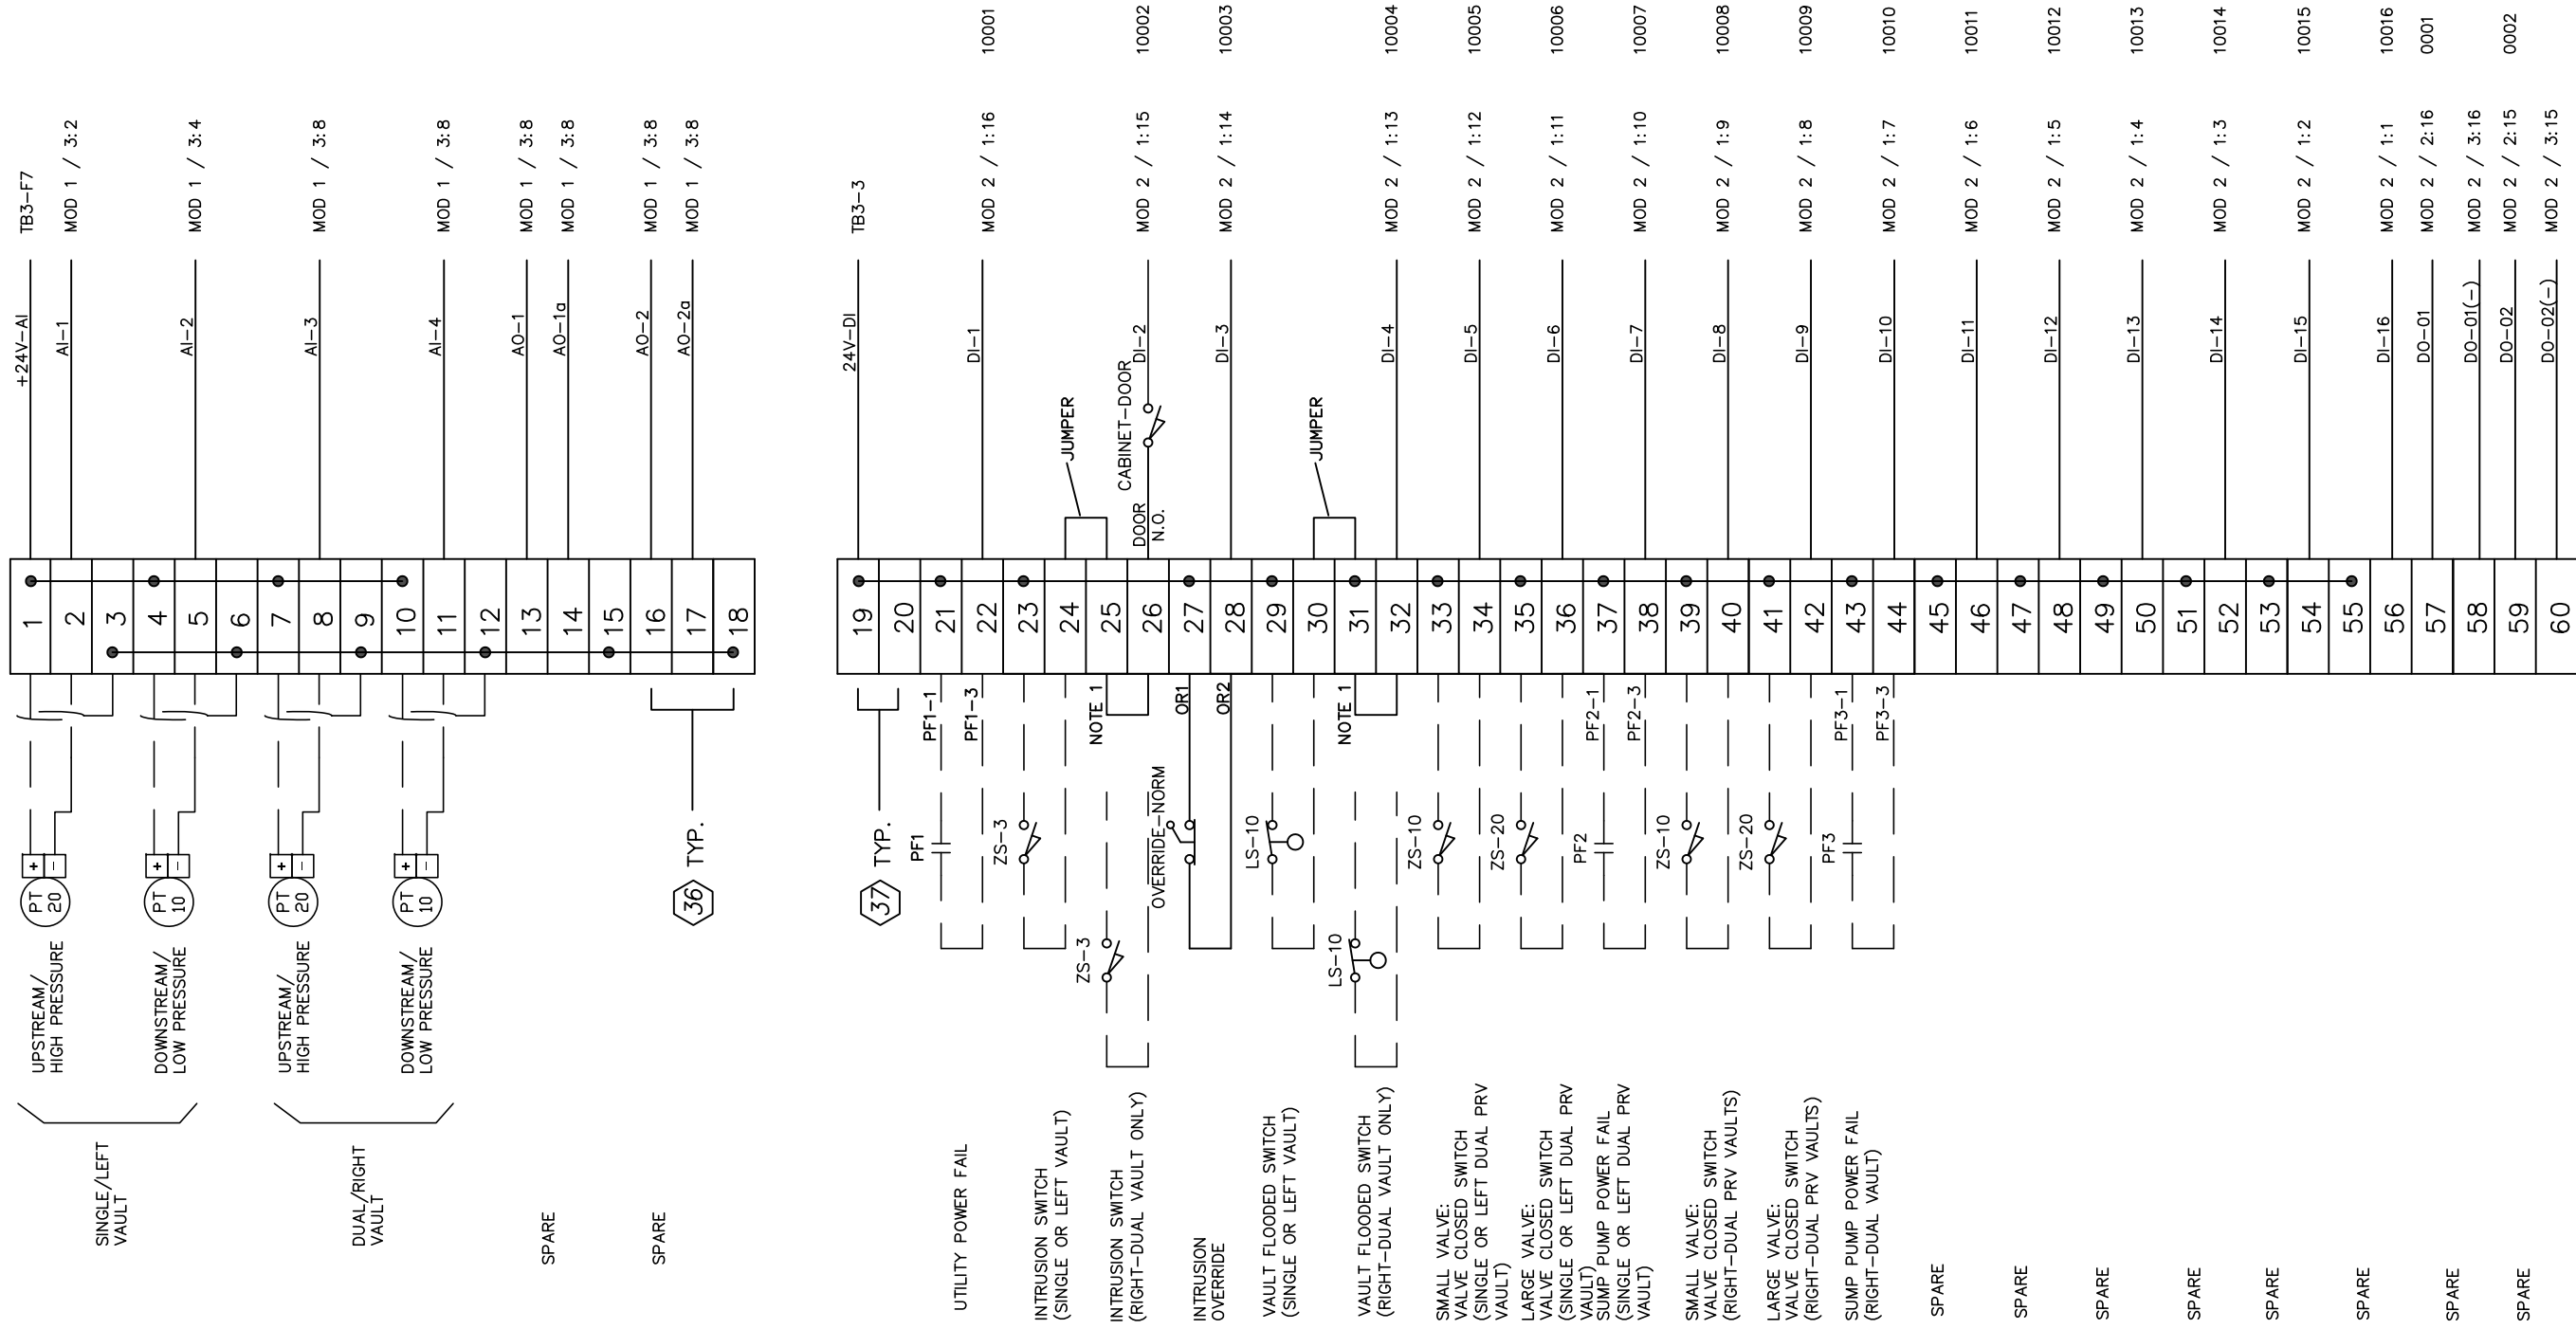 10001
10002
10003
10004
10005
10006
10007
10008
10009
10010
10011
10012
10013
10014
10015
10016
0001
0002
TB3-F7
MOD 1 / 3:2
MOD 1 / 3:4
MOD 1 / 3:8
MOD 1 / 3:8
MOD 1 / 3:8
MOD 1 / 3:8
MOD 1 / 3:8
MOD 1 / 3:8
TB3-3
MOD 2 / 1:16
MOD 2 / 1:15
MOD 2 / 1:14
MOD 2 / 1:13
MOD 2 / 1:12
MOD 2 / 1:11
MOD 2 / 1:10
MOD 2 / 1:9
MOD 2 / 1:8
MOD 2 / 1:7
MOD 2 / 1:6
MOD 2 / 1:5
MOD 2 / 1:4
MOD 2 / 1:3
MOD 2 / 1:2
MOD 2 / 1:1
MOD 2 / 2:16
MOD 2 / 3:16
MOD 2 / 2:15
MOD 2 / 3:15
+24V-AI
AI-1
AI-2
AI-3
AI-4
AO-1
AO-1a
AO-2
AO-2a
24V-DI
DI-1
DI-2
DI-3
DI-4
DI-5
DI-6
DI-7
DI-8
DI-9
DI-10
DI-11
DI-12
DI-13
DI-14
DI-15
DI-16
DO-01
DO-01(-)
DO-02
DO-02(-)
JUMPER
CABINET-DOOR
DOOR
N.O.
JUMPER
1
2
3
4
5
6
7
8
9
10
11
12
13
14
15
16
17
18
19
20
21
22
23
24
25
26
27
28
29
30
31
32
33
34
35
36
37
38
39
40
41
42
43
44
45
46
47
48
49
50
51
52
53
54
55
56
57
58
59
60
PF1-1
PF1-3
NOTE 1
OR1
OR2
NOTE 1
PF2-1
PF2-3
PF3-1
PF3-3
+
-
PT
20
+
-
PT
10
+
-
PT
20
+
-
PT
10
36 TYP.
37 TYP.
PF1
ZS-3
ZS-3
OVERRIDE-NORM
LS-10
LS-10
ZS-10
ZS-20
PF2
ZS-10
ZS-20
PF3
UPSTREAM/
HIGH PRESSURE
DOWNSTREAM/
LOW PRESSURE
UPSTREAM/
HIGH PRESSURE
DOWNSTREAM/
LOW PRESSURE
SINGLE/LEFT
VAULT
DUAL/RIGHT
VAULT
SPARE
SPARE
UTILITY POWER FAIL
INTRUSION SWITCH
(SINGLE OR LEFT VAULT)
INTRUSION SWITCH
(RIGHT-DUAL VAULT ONLY)
INTRUSION
OVERRIDE
VAULT FLOODED SWITCH
(SINGLE OR LEFT VAULT)
VAULT FLOODED SWITCH
(RIGHT-DUAL VAULT ONLY)
SMALL VALVE:
VALVE CLOSED SWITCH
(SINGLE OR LEFT DUAL PRV
VAULT)
LARGE VALVE:
VALVE CLOSED SWITCH
(SINGLE OR LEFT DUAL PRV
VAULT)
SUMP PUMP POWER FAIL
(SINGLE OR LEFT DUAL PRV
VAULT)
SMALL VALVE:
VALVE CLOSED SWITCH
(RIGHT-DUAL PRV VAULTS)
LARGE VALVE:
VALVE CLOSED SWITCH
(RIGHT-DUAL PRV VAULTS)
SUMP PUMP POWER FAIL
(RIGHT-DUAL VAULT)
SPARE
SPARE
SPARE
SPARE
SPARE
SPARE
SPARE
SPARE